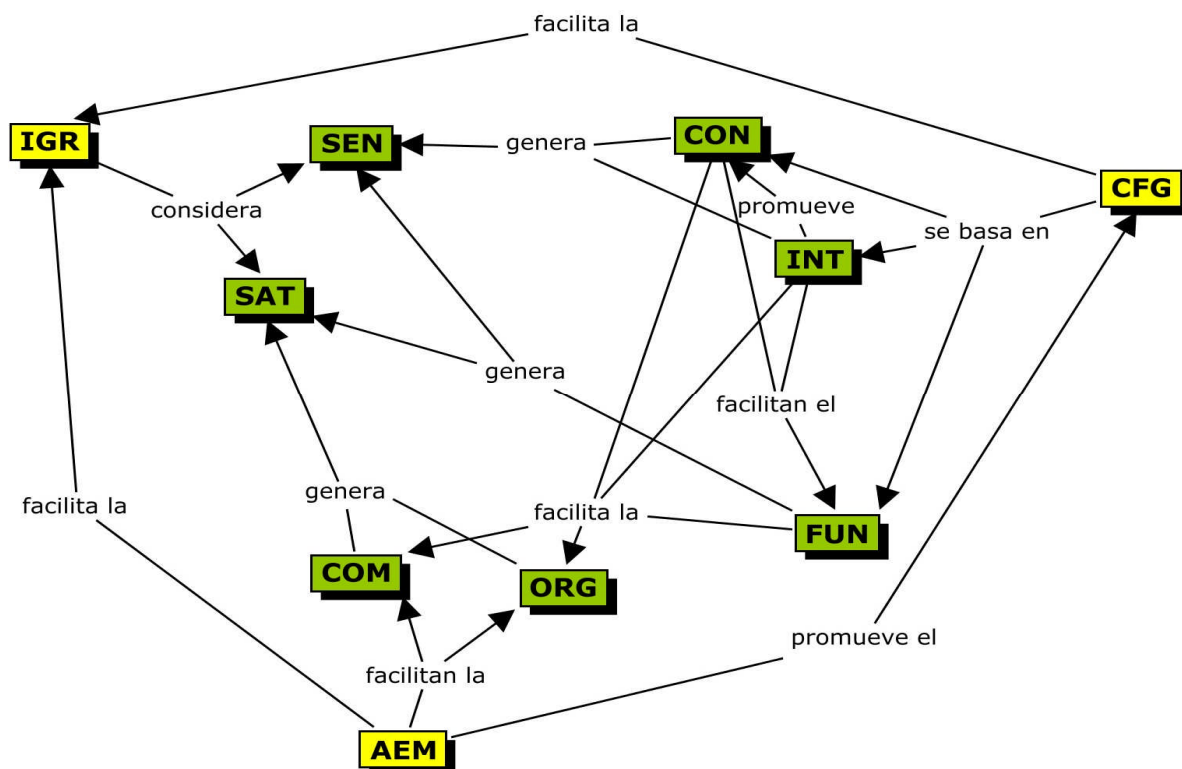 facilita la
IGR
SEN
genera
CON
CFG
considera
promueve
se basa en
INT
SAT
genera
facilitan el
genera
facilita la
facilita la
FUN
COM
ORG
promueve el
facilitan la
AEM